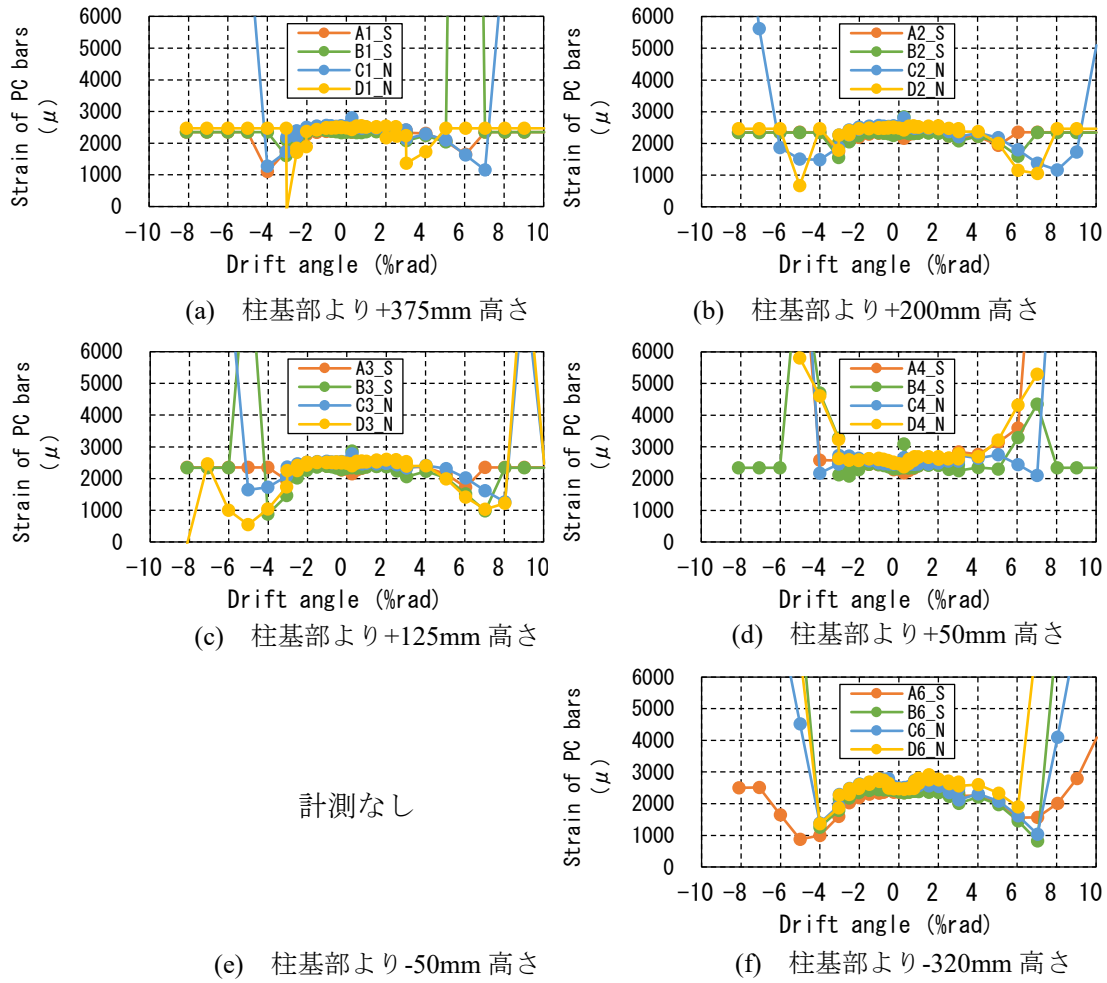 Strain of PC bars
(μ)
6000
5000
4000
3000
2000
1000
0
A1_S
B1_S
C1_N
D1_N
-10 -8 -6 -4 -2 0 2 4 6 8 10
Drift angle (%rad)
(a) 柱基部より+375mm 高さ
Strain of PC bars
(μ)
6000
5000
4000
3000
2000
1000
0
A2_S
B2_S
C2_N
D2_N
-10 -8 -6 -4 -2 0 2 4 6 8 10
Drift angle (%rad)
(b) 柱基部より+200mm 高さ
Strain of PC bars
(μ)
6000
5000
4000
3000
2000
1000
0
A3_S
B3_S
C3_N
D3_N
-10 -8 -6 -4 -2 0 2 4 6 8 10
Drift angle (%rad)
(c) 柱基部より+125mm 高さ
Strain of PC bars
(μ)
6000
5000
4000
3000
2000
1000
0
A4_S
B4_S
C4_N
D4_N
-10 -8 -6 -4 -2 0 2 4 6 8 10
Drift angle (%rad)
(d) 柱基部より+50mm 高さ
計測なし
(e) 柱基部より-50mm 高さ
Strain of PC bars
(μ)
6000
5000
4000
3000
2000
1000
0
A6_S
B6_S
C6_N
D6_N
-10 -8 -6 -4 -2 0 2 4 6 8 10
Drift angle (%rad)
(f) 柱基部より-320mm 高さ